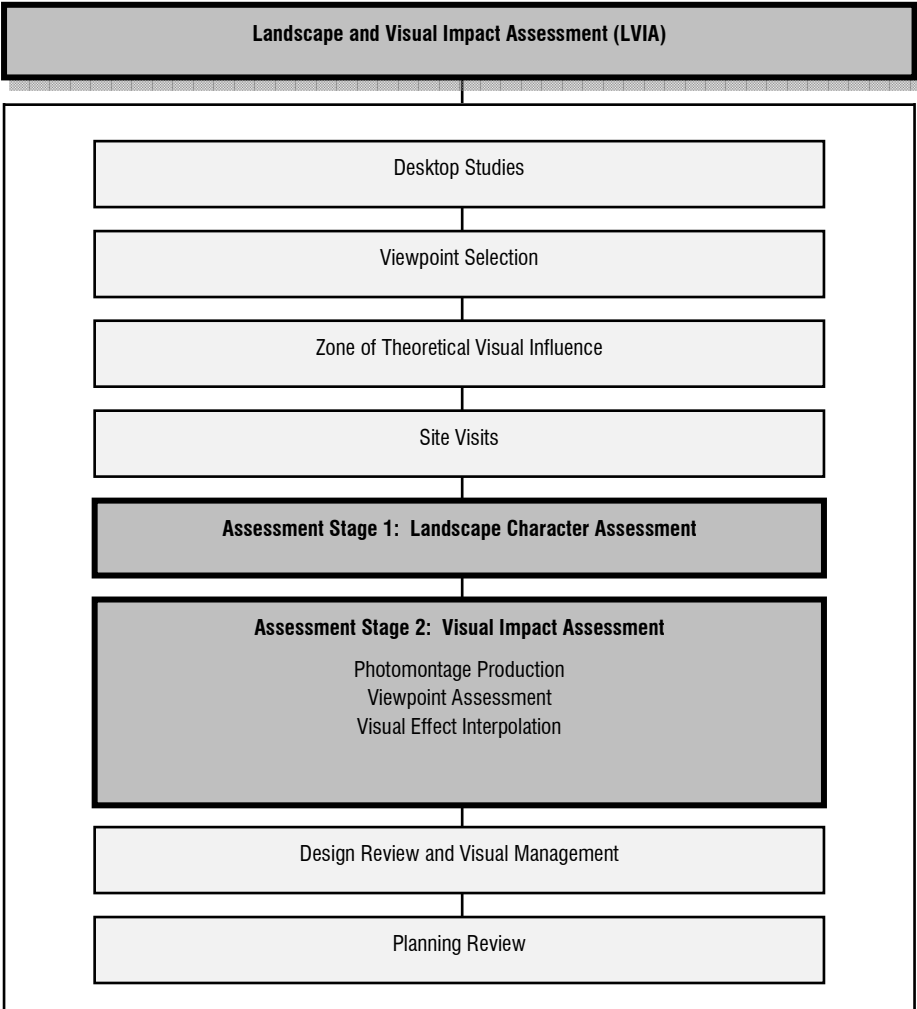 Landscape and Visual Impact Assessment (LVIA)
Desktop Studies
Viewpoint Selection
Zone of Theoretical Visual Influence
Site Visits
Assessment Stage 1:  Landscape Character Assessment
Assessment Stage 2:  Visual Impact Assessment
Photomontage Production
Viewpoint Assessment
Visual Effect Interpolation
Design Review and Visual Management
Planning Review